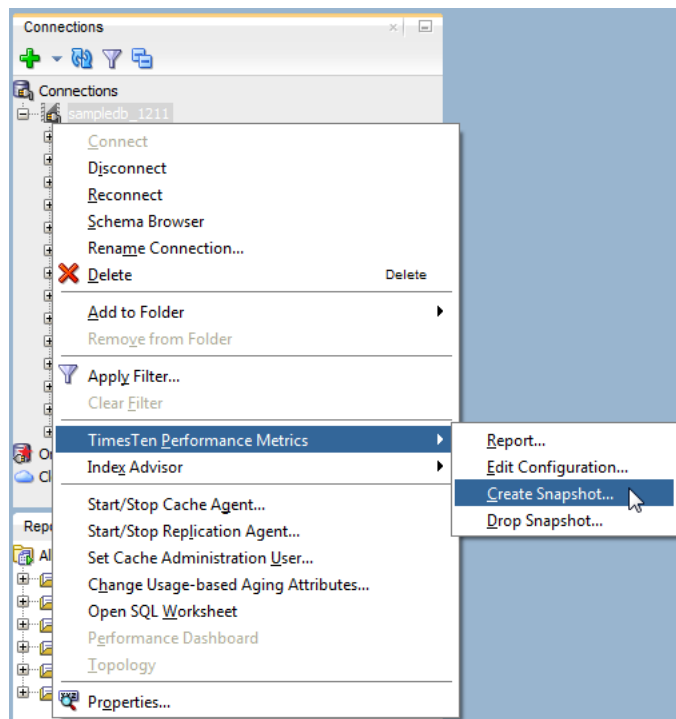 Connections
Connections
sampledb_1211
Connect
Disconnect
Reconnect
Schema Browser
Rename Connection...
Delete Delete
Add to Folder
Remove from Folder
Apply Filter...
Clear Filter
TimesTen Performance Metrics
Report...
Edit Configuration...
Create Snapshot...
Drop Snapshot...
Index Advisor
Start/Stop Cache Agent...
Start/Stop Replication Agent...
Set Cache Administration User...
Change Usage-based Aging Attributes...
Open SQL Worksheet
Performance Dashboard
Topology
Properties...
Cl
Repo
Al